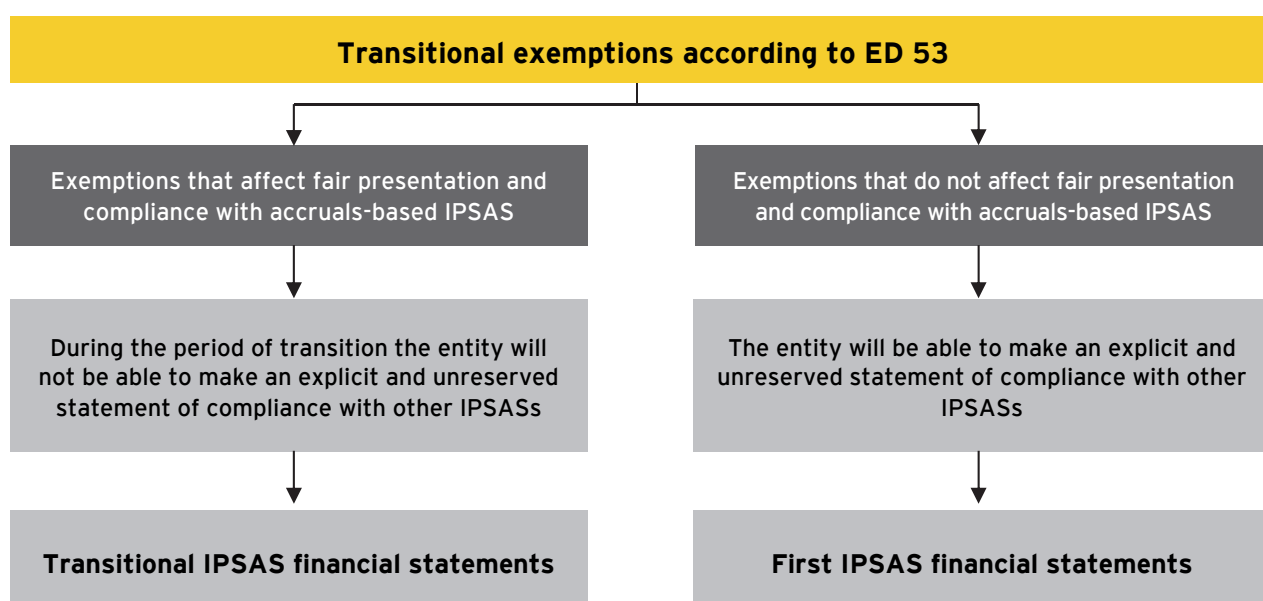 Transitional exemptions according to ED 53
Exemptions that affect fair presentation and
compliance with accruals-based IPSAS
During the period of transition the entity will
not be able to make an explicit and unreserved
statement of compliance with other IPSASs
Transitional IPSAS financial statements
Exemptions that do not affect fair presentation
and compliance with accruals-based IPSAS
The entity will be able to make an explicit and
unreserved statement of compliance with other
IPSASs
First IPSAS financial statements